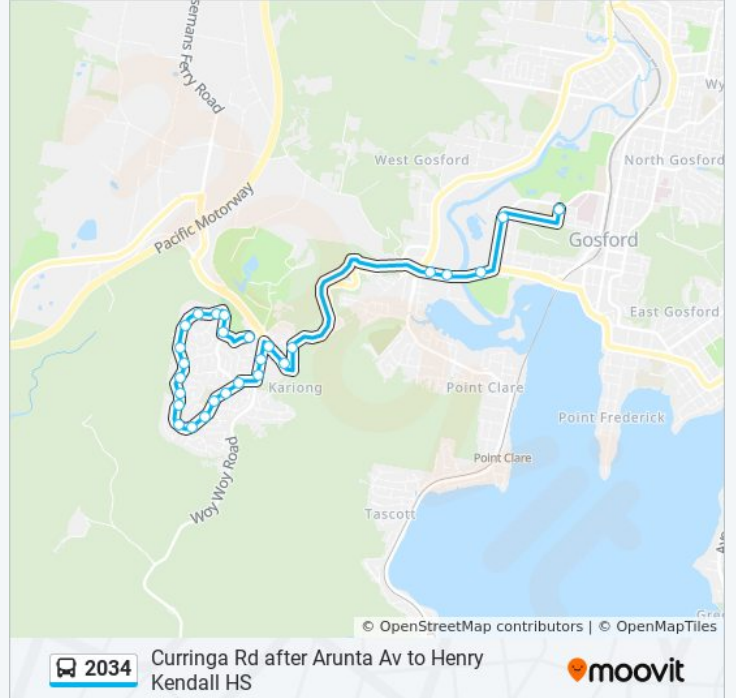 semans Ferry Road
Wy
West Gosford
North Gosford
Pacific Motorway
Gosford
East Gosford
Kariong
Point Clare
Point Frederick
Woy Woy Road
Point Clare
Tascott
Av
Gree
© OpenStreetMap contributors | © OpenMapTiles
2034
Curringa Rd after Arunta Av to Henry
Kendall HS
moovit